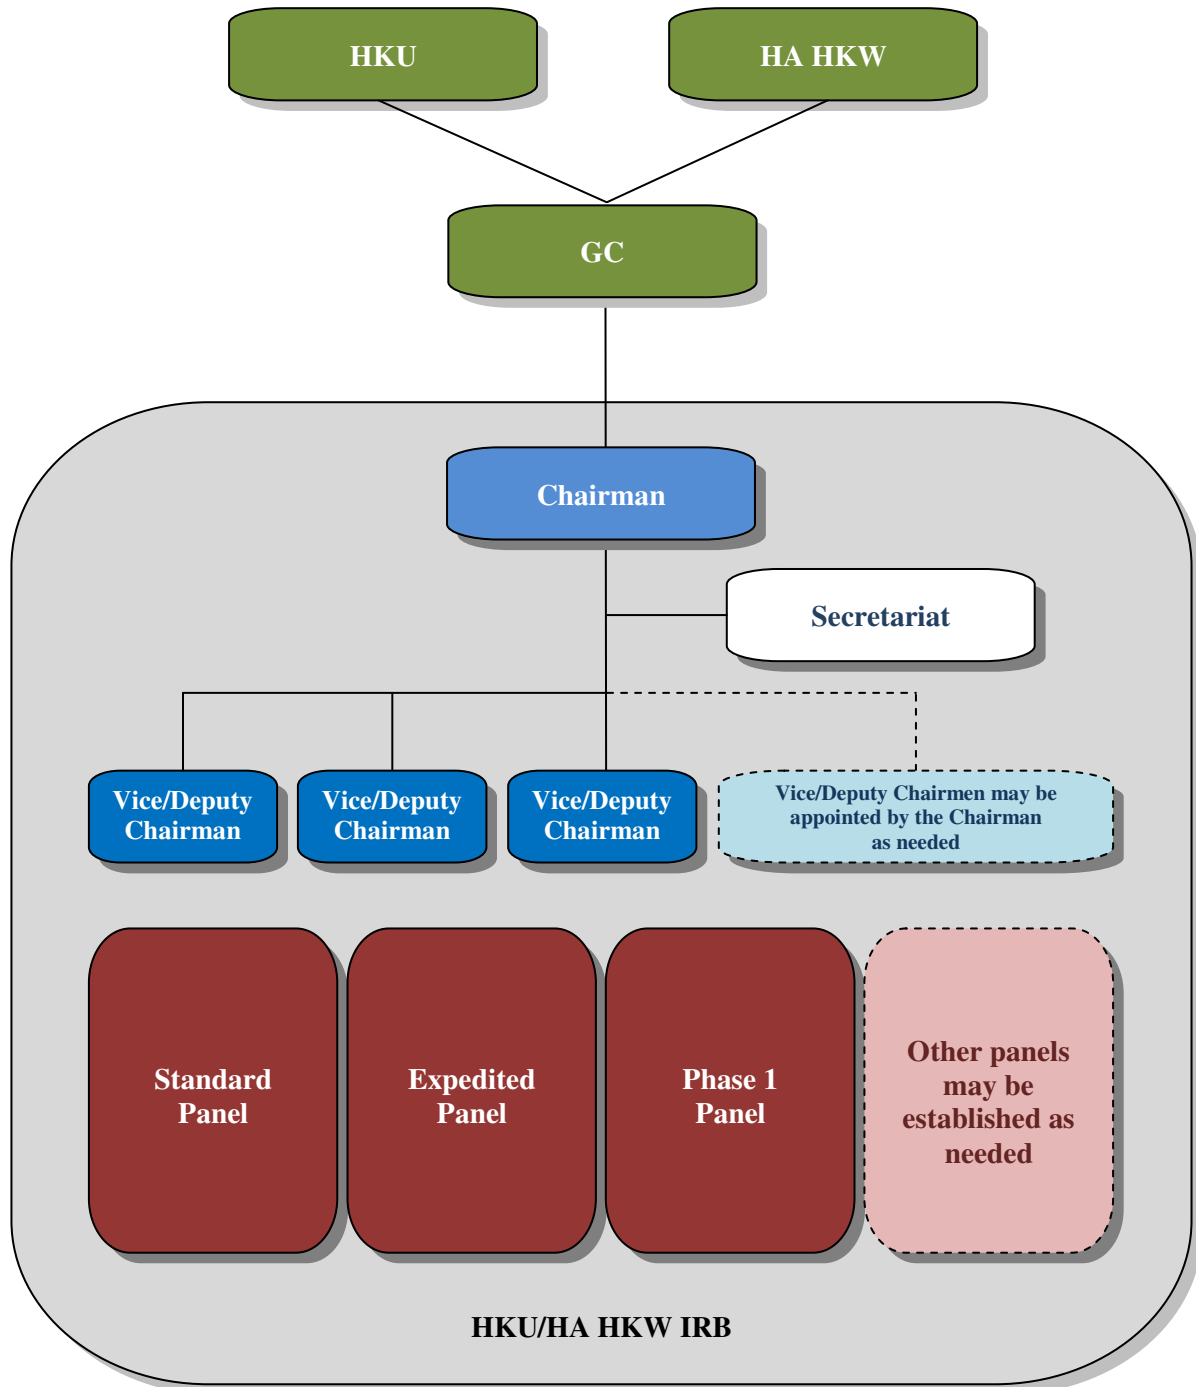 HKU
HA HKW
GC
Chairman
Secretariat
Vice/Deputy
Chairman
Vice/Deputy
Chairman
Vice/Deputy
Chairman
Vice/Deputy Chairmen may be
appointed by the Chairman
as needed
Standard
Panel
Expedited
Panel
Phase 1
Panel
Other panels
may be
established as
needed
HKU/HA HKW IRB